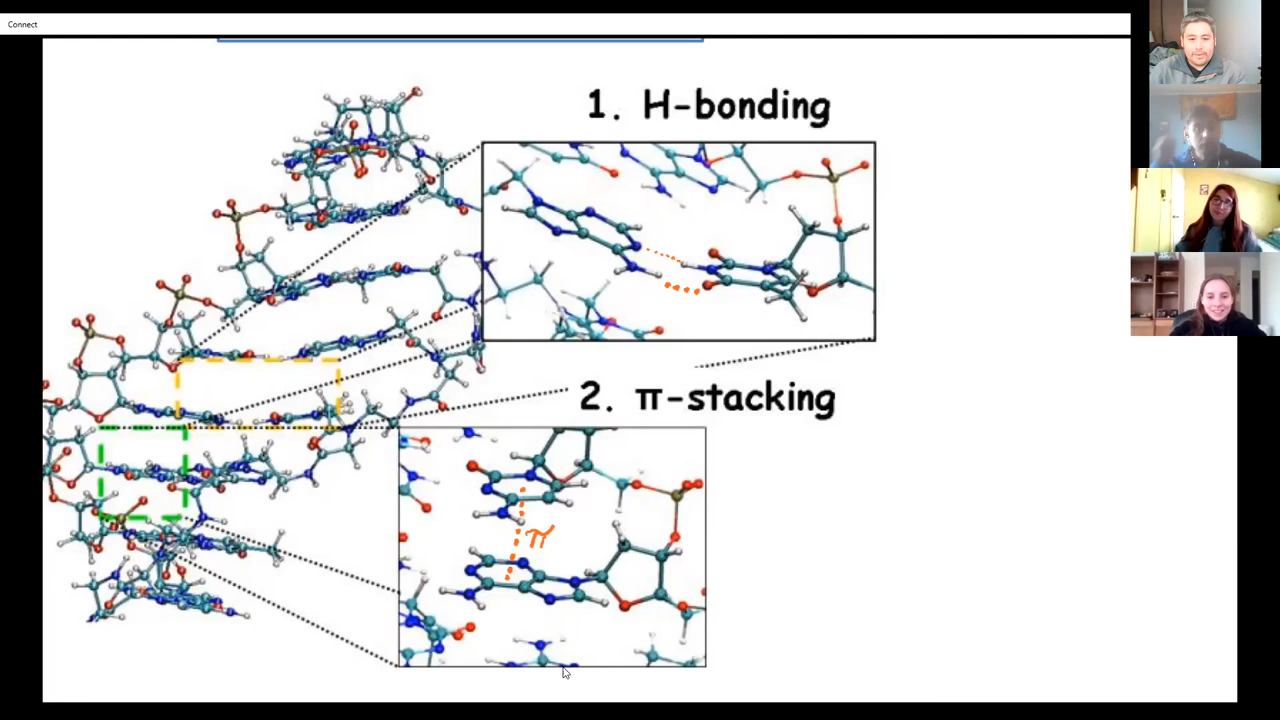 Connect
1. H-bonding
2. π-stacking
π